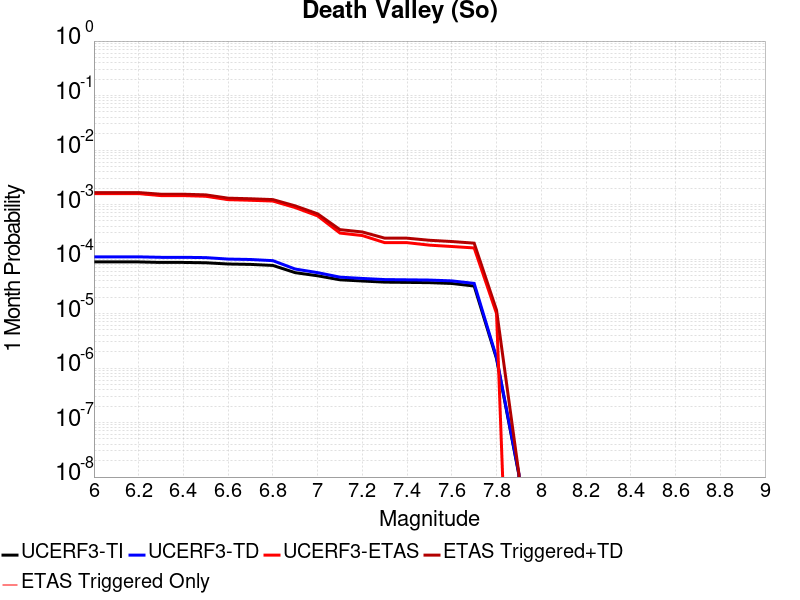 Death Valley (So)
10^0
10^-1
10^-2
10^-3
10^-4
10^-5
10^-6
10^-7
10^-8
1 Month Probability
6 6.2 6.4 6.6 6.8 7 7.2 7.4 7.6 7.8 8 8.2 8.4 8.6 8.8 9
Magnitude
UCERF3-TI UCERF3-TD UCERF3-ETAS ETAS Triggered+TD
ETAS Triggered Only